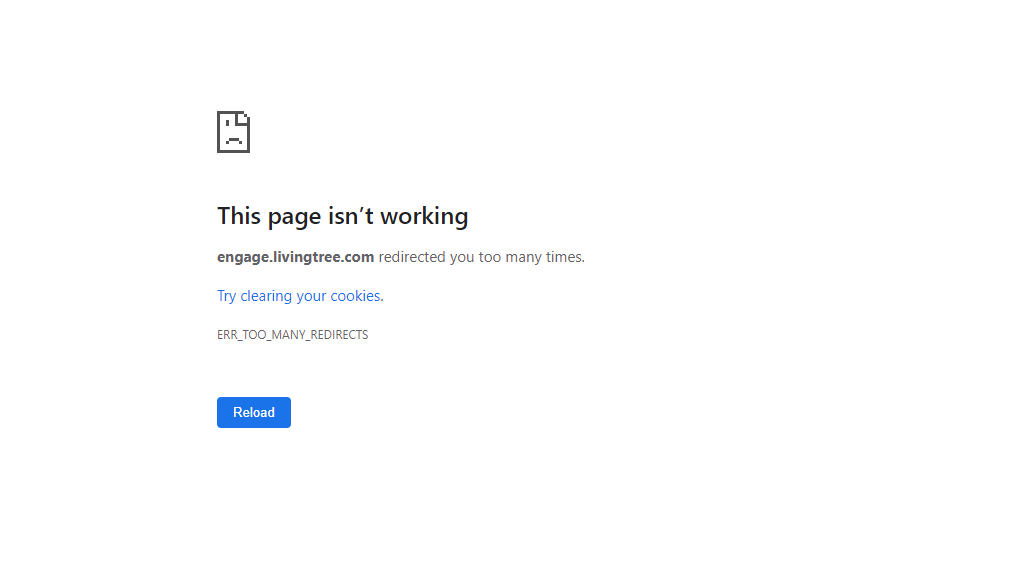 This page isn’t working
engage.livingtree.com redirected you too many times.
Try clearing your cookies.
ERR_TOO_MANY_REDIRECTS
Reload